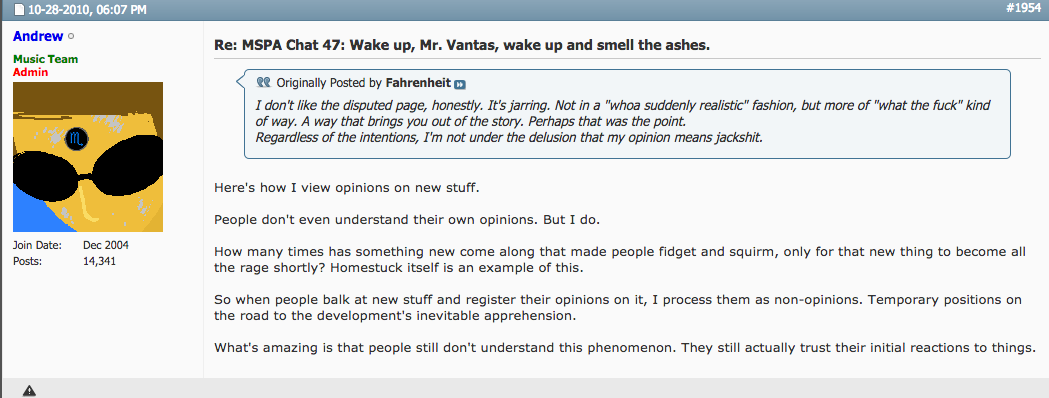 10-28-2010, 06:07 PM #1954
Andrew
Music Team
Admin
♏
Join Date: Dec 2004
Posts: 14,341
Re: MSPA Chat 47: Wake up, Mr. Vantas, wake up and smell the ashes.
Originally Posted by Fahrenheit
I don't like the disputed page, honestly. It's jarring. Not in a "whoa suddenly realistic" fashion, but more of "what the fuck" kind
of way. A way that brings you out of the story. Perhaps that was the point.
Regardless of the intentions, I'm not under the delusion that my opinion means jackshit.
Here's how I view opinions on new stuff.
People don't even understand their own opinions. But I do.
How many times has something new come along that made people fidget and squirm, only for that new thing to become all
the rage shortly? Homestuck itself is an example of this.
So when people balk at new stuff and register their opinions on it, I process them as non-opinions. Temporary positions on
the road to the development's inevitable apprehension.
What's amazing is that people still don't understand this phenomenon. They still actually trust their initial reactions to things.